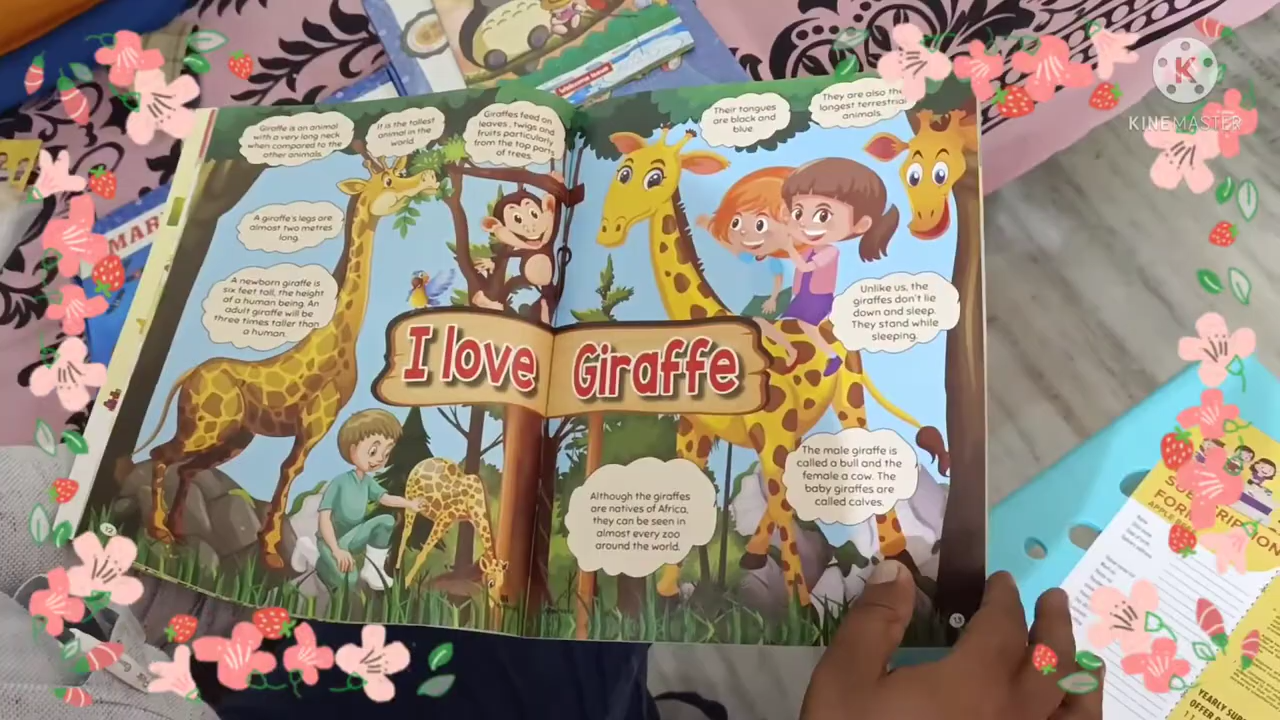 Giraffe is an animal
with a very long neck
when compared to the
other animals.
It is the tallest
animal in the
world.
Giraffes feed on
leaves, twigs and
fruits particularly
from the top parts
of trees.
A giraffe's legs are
almost two metres
long.
A newborn giraffe is
six feet tall, the height
of a human being. An
adult giraffe will be
three times taller than
a human.
I love Giraffe
Their tongues
are black and
blue.
They are also the
longest terrestrial
animals.
Unlike us, the
giraffes don't lie
down and sleep.
They stand while
sleeping.
The male giraffe is
called a bull and the
female a cow. The
baby giraffes are
called calves.
Although the giraffes
are natives of Africa,
they can be seen in
almost every zoo
around the world.
12
13
MAR
K
KINEMASTER
FORM
YEARLY
OFFER